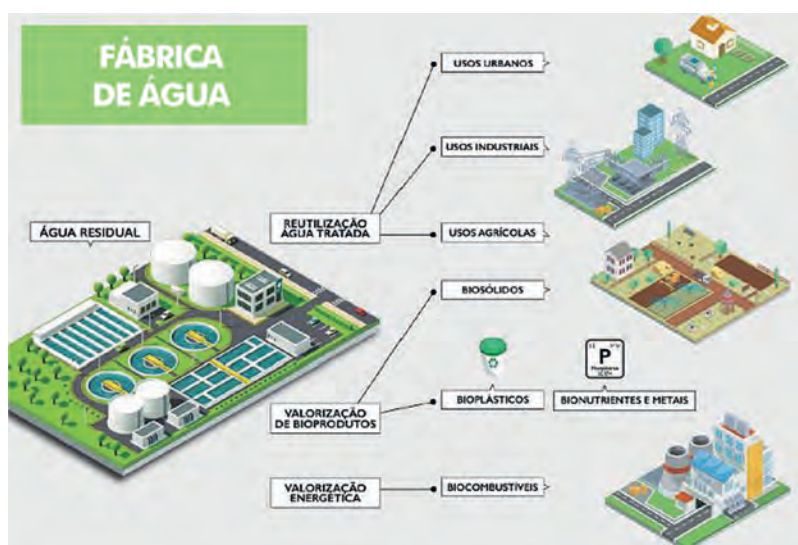 FÁBRICA
DE ÁGUA
USOS URBANOS
USOS INDUSTRIAIS
ÁGUA RESIDUAL
REUTILIZAÇÃO
ÁGUA TRATADA
USOS AGRÍCOLAS
BIOSÓLIDOS
P
BIOPLÁSTICOS
BIONUTRIENTES E METAIS
VALORIZAÇÃO
DE BIOPRODUTOS
VALORIZAÇÃO
ENERGÉTICA
BIOCOMBUSTÍVEIS